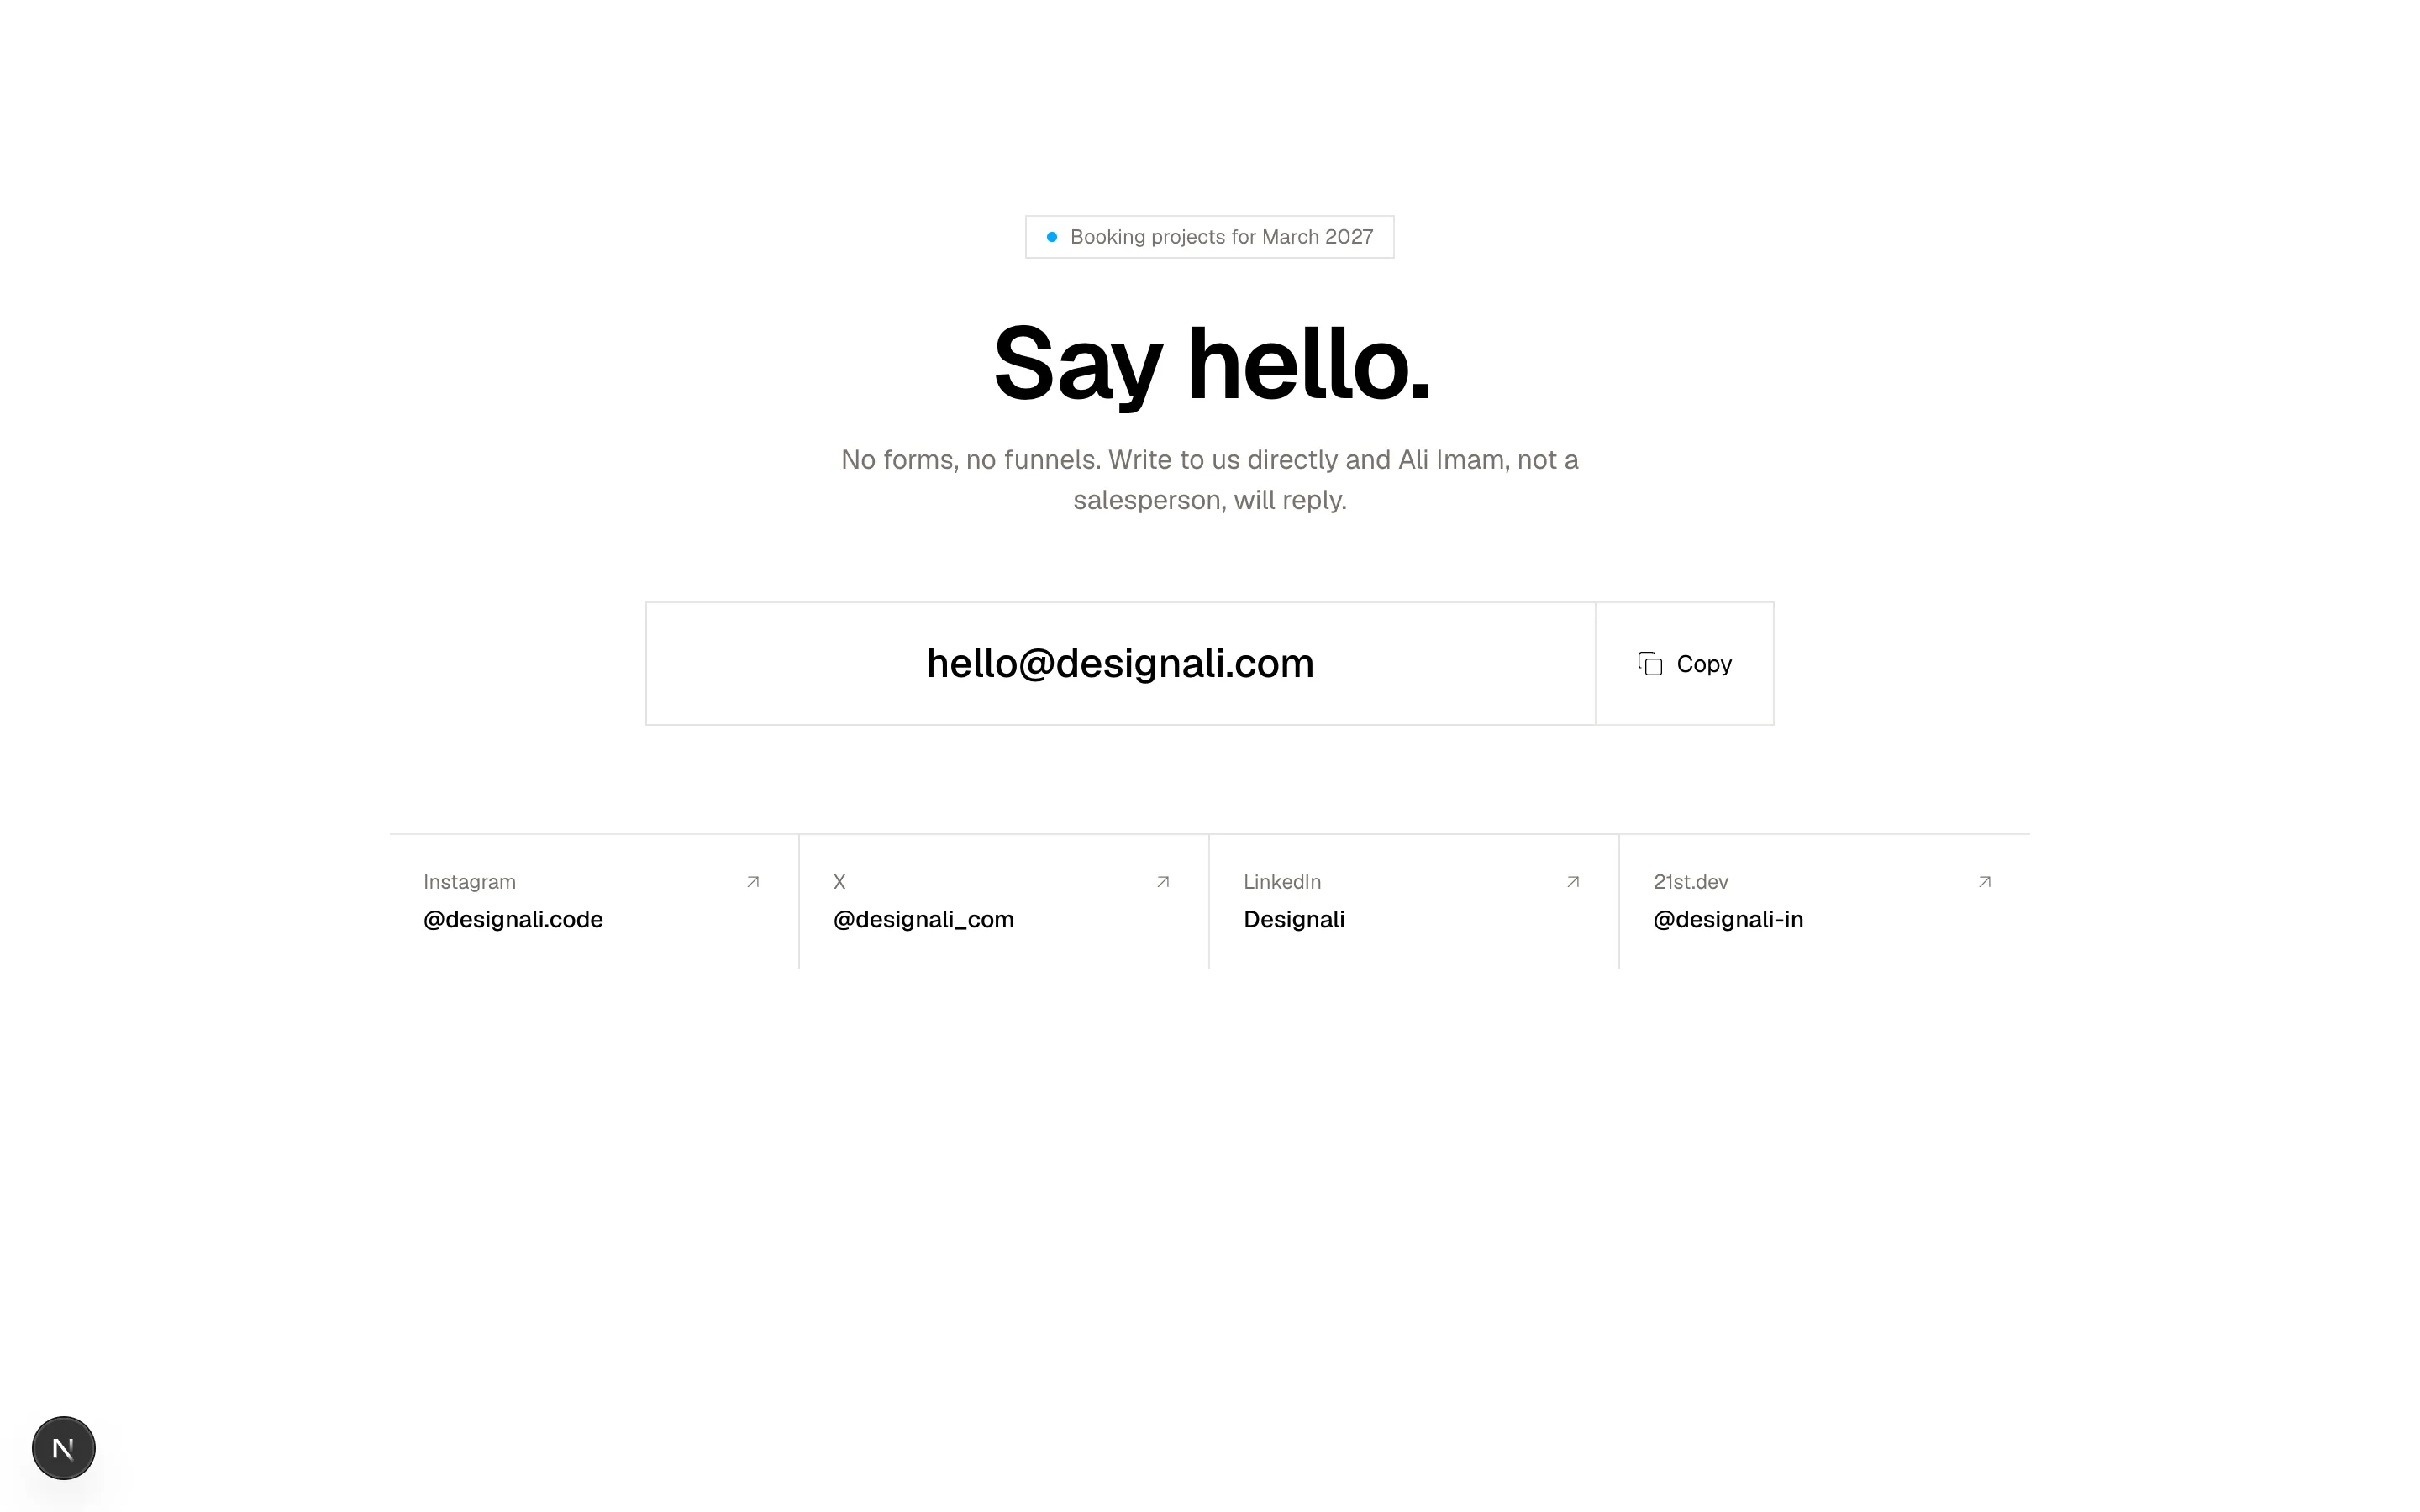 Booking projects for March 2027
Say hello.
No forms, no funnels. Write to us directly and Ali Imam, not a
salesperson, will reply.
hello@designali.com
Copy
Instagram
@designali.code
X
@designali_com
LinkedIn
Designali
21st.dev
@designali-in
N